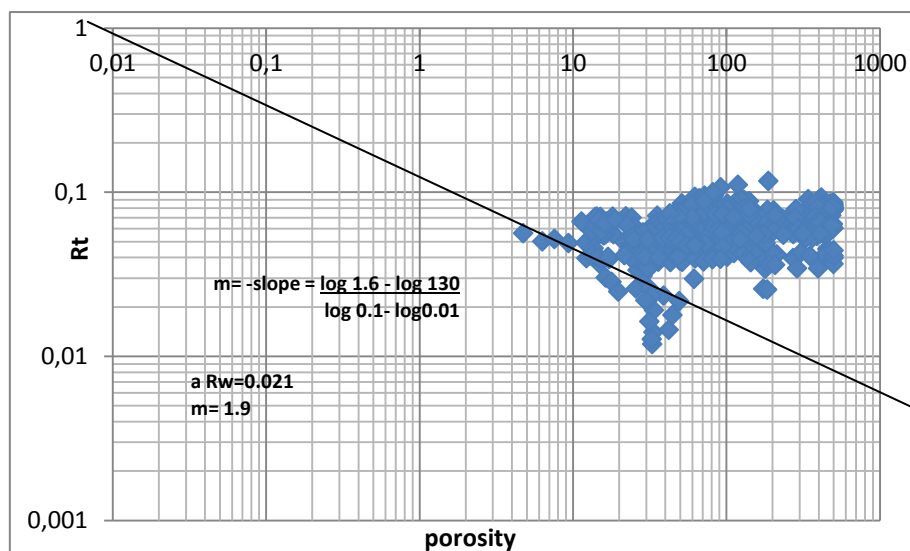 1
0,01 0,1 1 10 100 1000
0,1
Rt
m= -slope = log 1.6 - log 130
log 0.1- log0.01
0,01
a Rw=0.021
m= 1.9
0,001
porosity